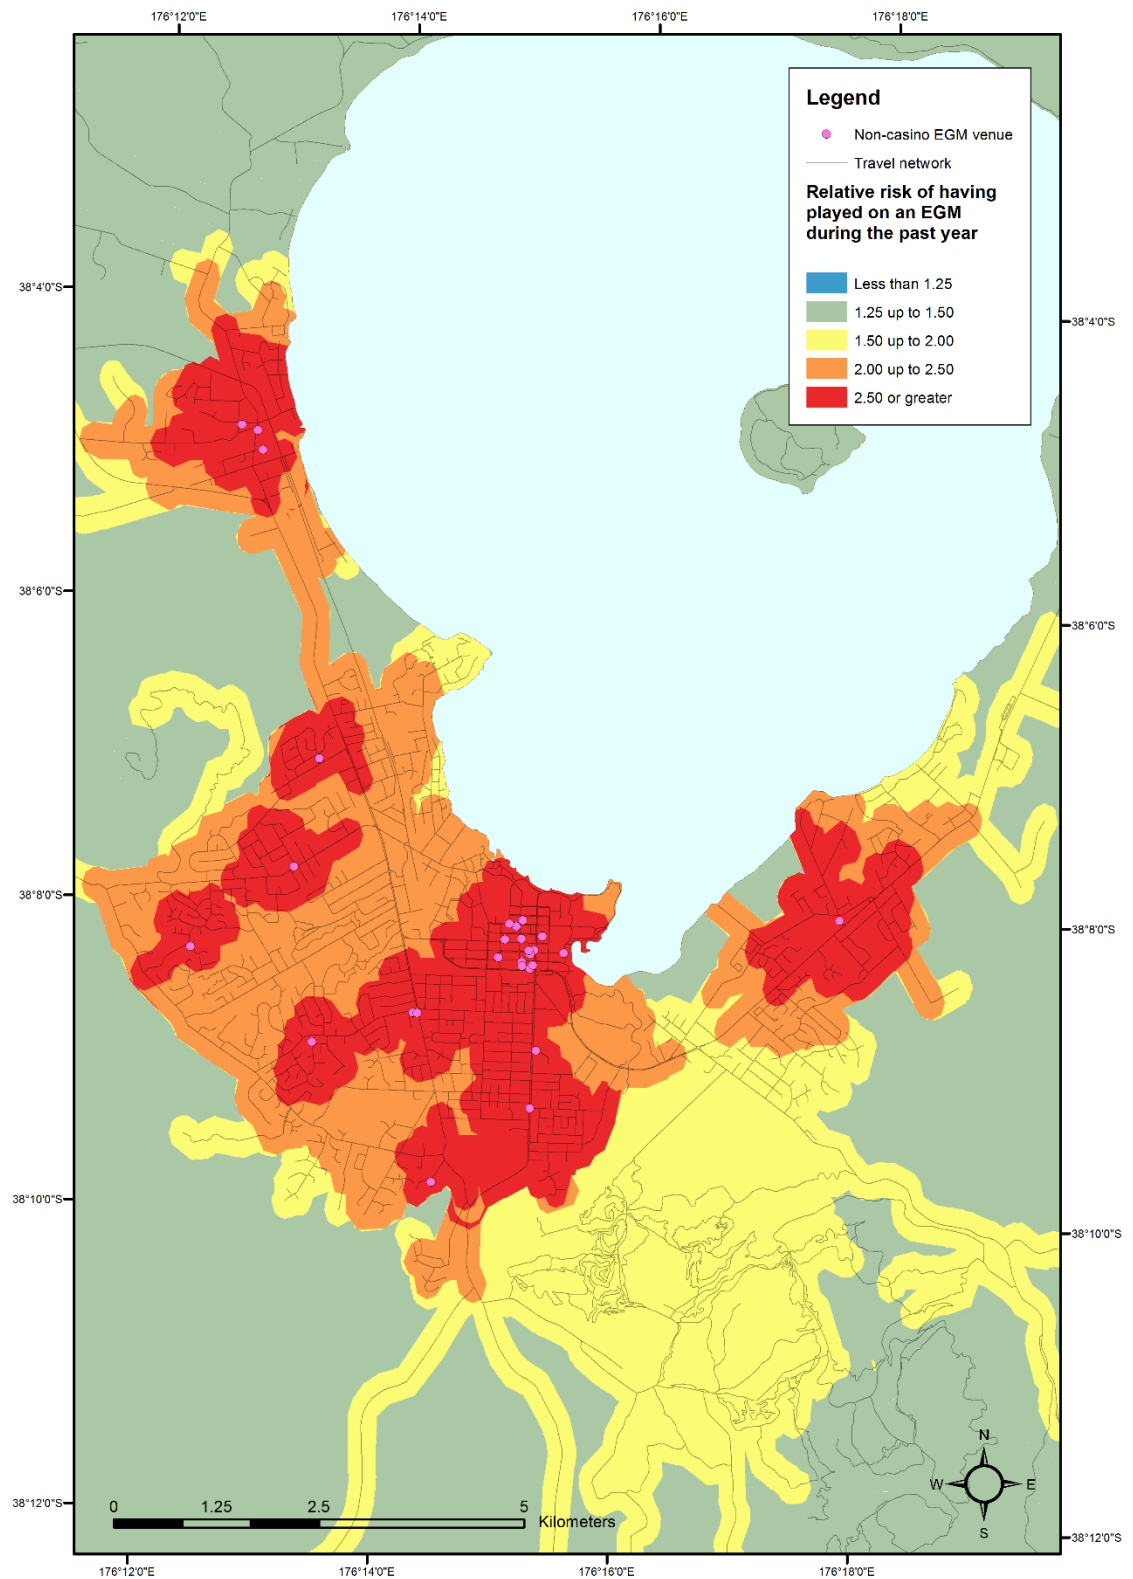 176°12'0"E 176°14'0"E 176°16'0"E 176°18'0"E
Legend
Non-casino EGM venue
Travel network
Relative risk of having
played on an EGM
during the past year
Less than 1.25
1.25 up to 1.50
1.50 up to 2.00
2.00 up to 2.50
2.50 or greater
38°4'0"S
38°4'0"S
38°6'0"S
38°6'0"S
38°8'0"S
38°8'0"S
38°10'0"S
38°10'0"S
N
W E
S
38°12'0"S
0 1.25 2.5 5
Kilometers
38°12'0"S
176°12'0"E 176°14'0"E 176°16'0"E 176°18'0"E